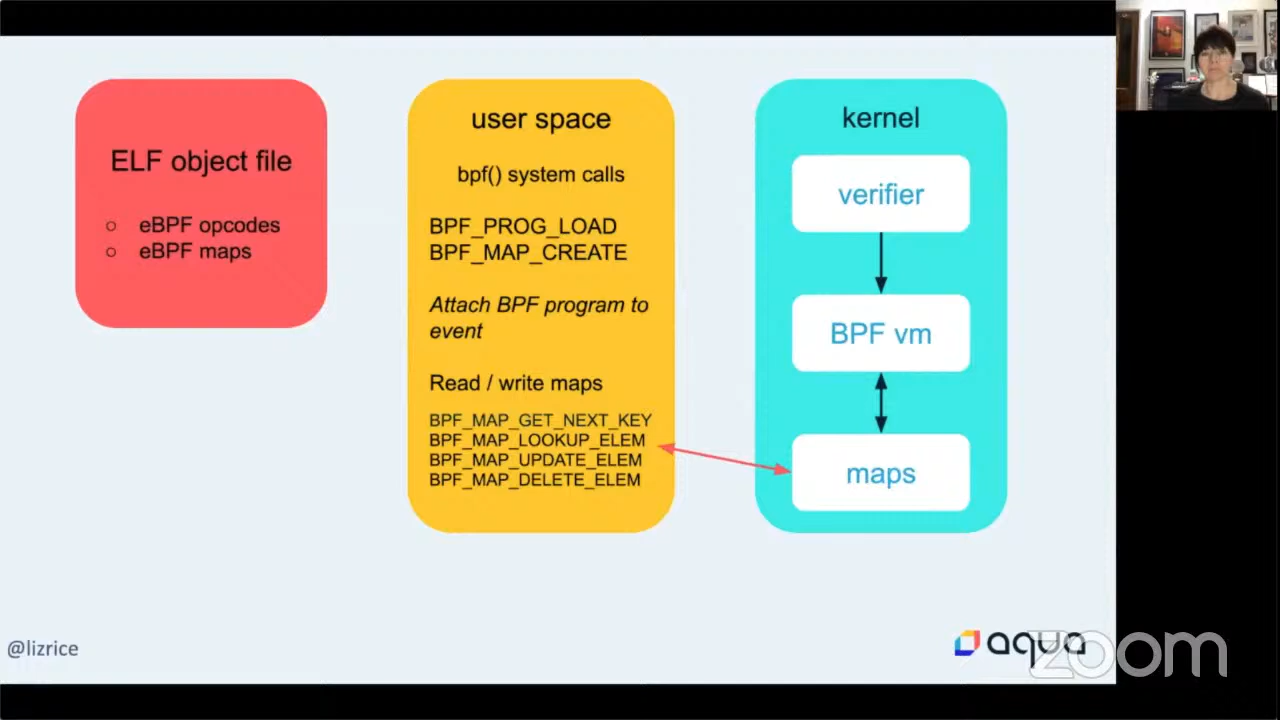 ELF object file
eBPF opcodes
eBPF maps
user space
bpf() system calls
BPF_PROG_LOAD
BPF_MAP_CREATE
Attach BPF program to
event
Read / write maps
BPF_MAP_GET_NEXT_KEY
BPF_MAP_LOOKUP_ELEM
BPF_MAP_UPDATE_ELEM
BPF_MAP_DELETE_ELEM
kernel
verifier
BPF vm
maps
@lizrice
aqua
zoom